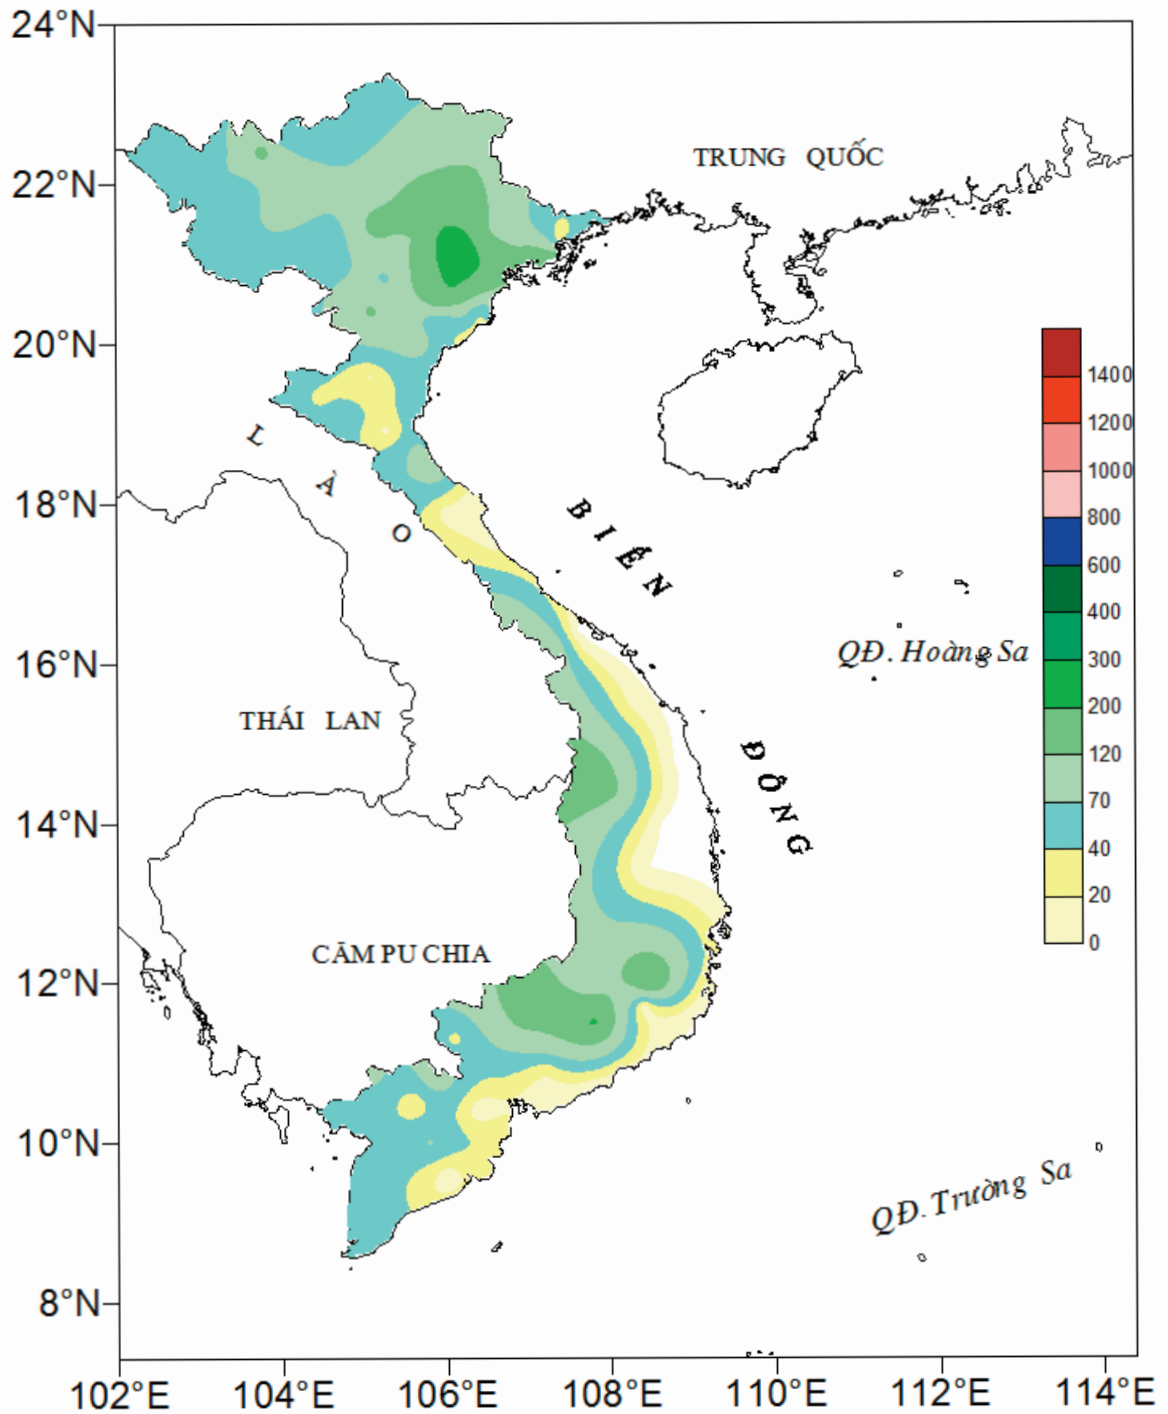 24°N
TRUNG QUỐC
22°N
20°N
1400
1200
L
À
O
1000
18°N
BIỂN
800
600
400
QĐ. Hoàng Sa
16°N
300
THÁI LAN
200
ĐÔNG
120
70
14°N
40
20
CĂM PU CHIA
0
12°N
10°N
QĐ. Trường Sa
8°N
102°E 104°E 106°E 108°E 110°E 112°E 114°E